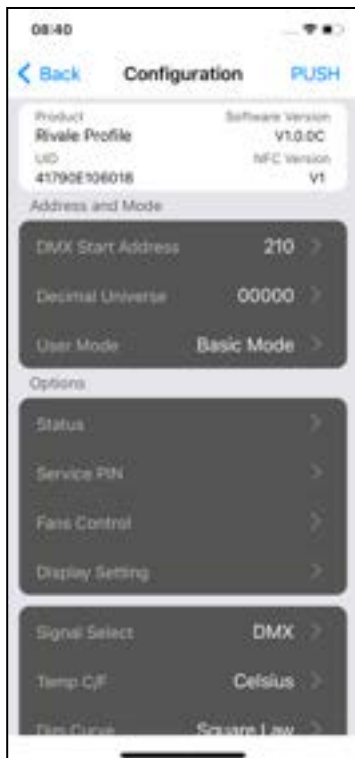 08:40
Back Configuration PUSH
Product Software Version
Rivale Profile V1.0.0C
UID NFC Version
41790E106018 V1
Address and Mode
DMX Start Address 210
Decimal Universe 00000
User Mode Basic Mode
Options
Status
Service PIN
Fans Control
Display Setting
Signal Select DMX
Temp C/F Celsius
Dim Curve Square Law